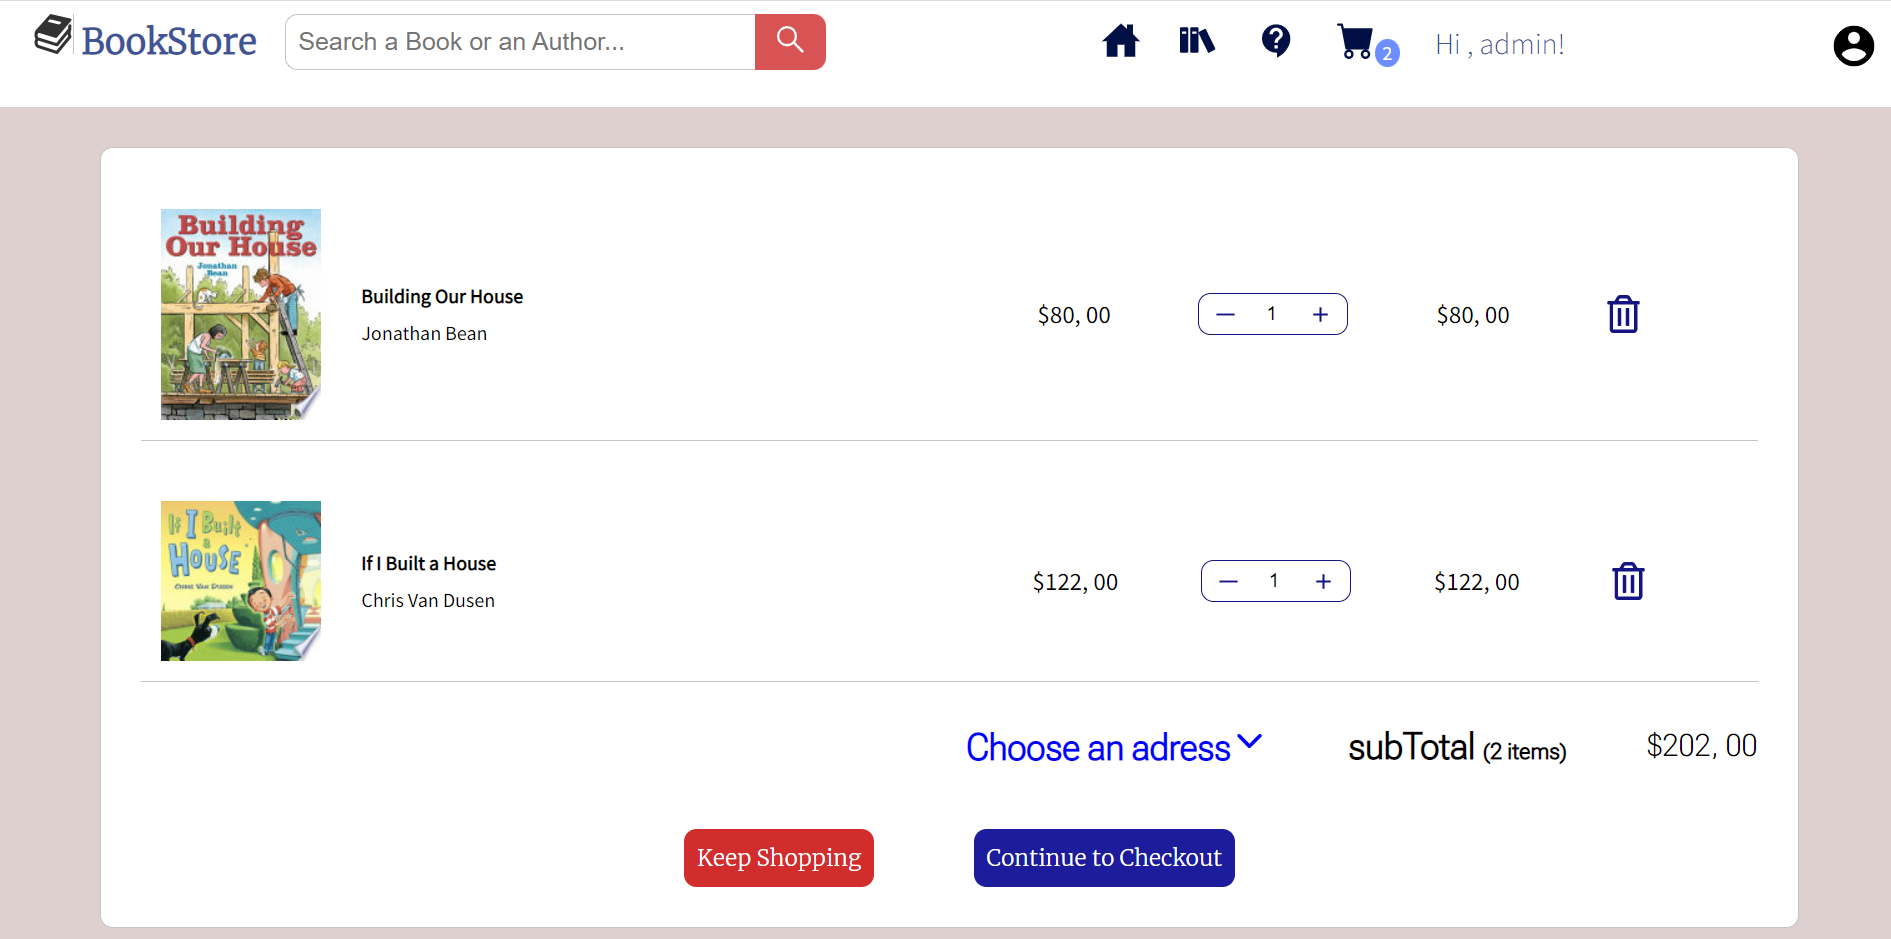 BookStore
Search a Book or an Author...
2
Hi , admin!
Building
Our House
Jonathan
Bean
Building Our House
Jonathan Bean
$80, 00
1
$80, 00
If I Built
a
House
Chris Van Dusen
If I Built a House
Chris Van Dusen
$122, 00
1
$122, 00
Choose an adress
subTotal (2 items)
$202, 00
Keep Shopping
Continue to Checkout